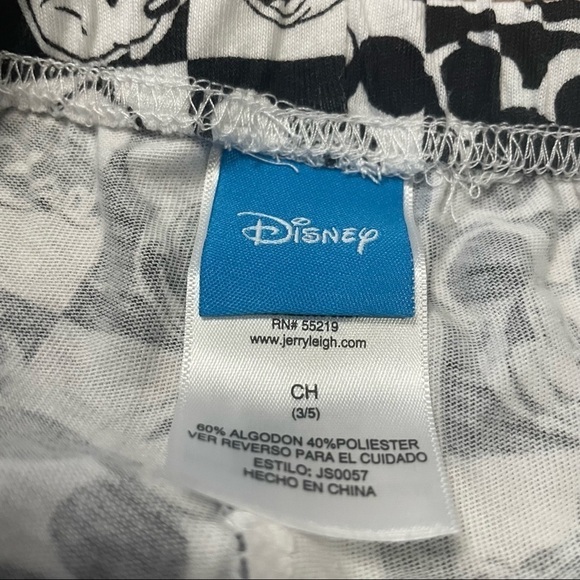 Disney
RN# 55219
www.jerryleigh.com
CH
(3/5)
60% ALGODON 40%POLIESTER
VER REVERSO PARA EL CUIDADO
ESTILO: JS0057
HECHO EN CHINA